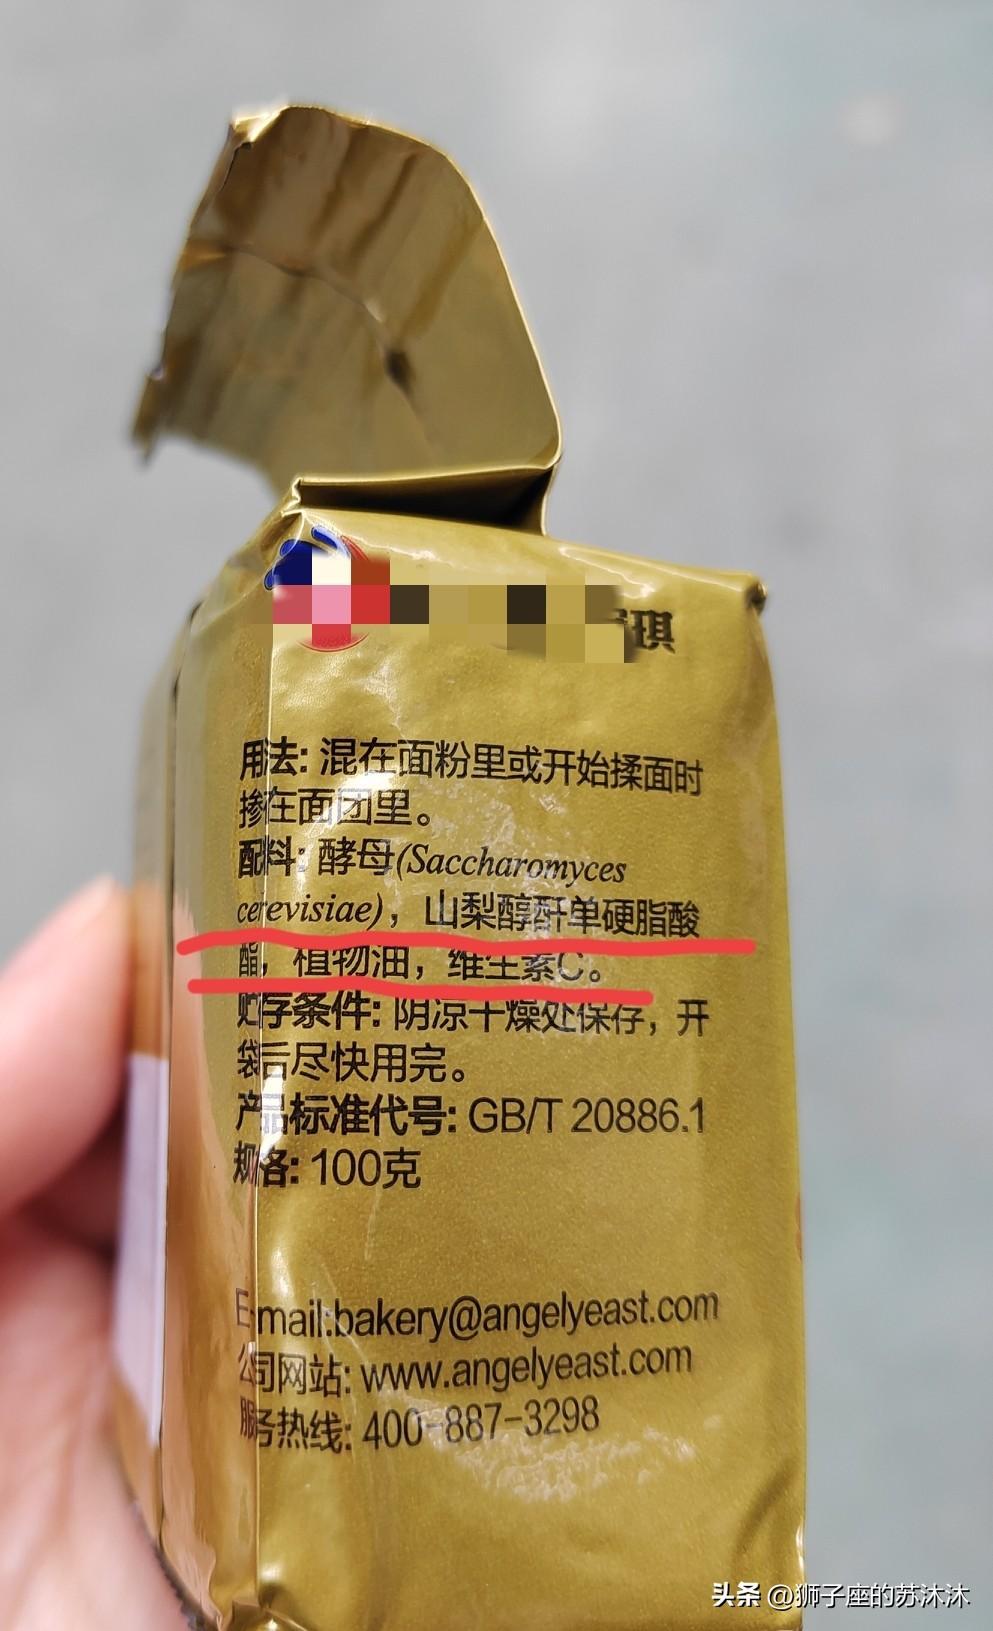 琪
用法: 混在面粉里或开始揉面时
掺在面团里。
配料: 酵母(Saccharomyces
cerevisiae)，山梨醇酐单硬脂酸
酯，植物油，维生素C。
贮存条件: 阴凉干燥处保存，开
袋后尽快用完。
产品标准代号: GB/T 20886.1
规格: 100克
E-mail:bakery@angelyeast.com
公司网站: www.angelyeast.com
服务热线: 400-887-3298
头条 @狮子座的苏沐沐